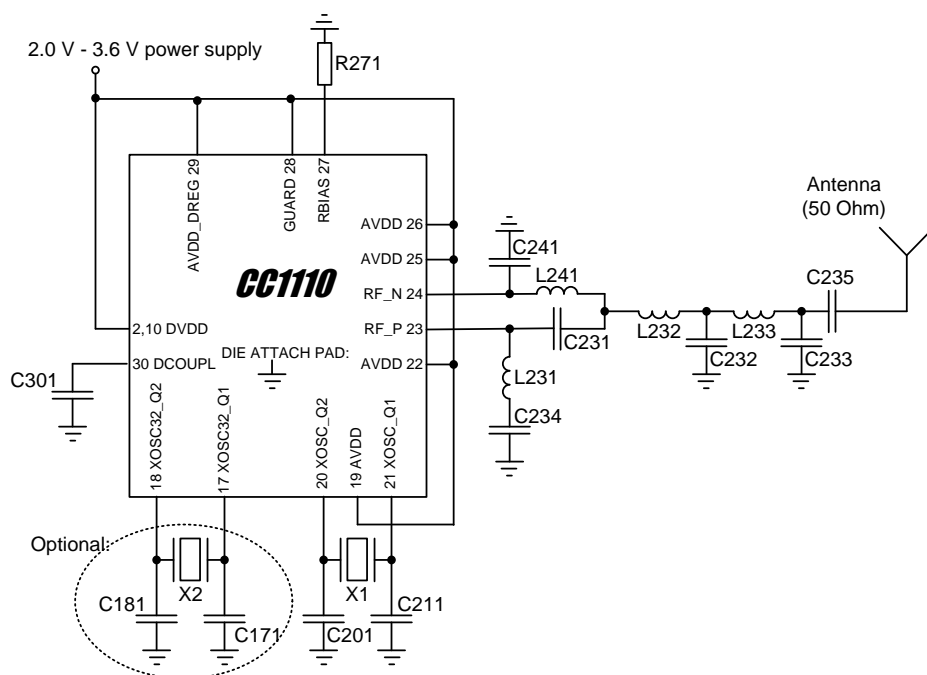 2.0 V - 3.6 V power supply
R271
AVDD_DREG 29
GUARD 28
RBIAS 27
Antenna
(50 Ohm)
AVDD 26
AVDD 25
RF_N 24
RF_P 23
AVDD 22
CC1110
C241
L241
C235
2,10 DVDD
30 DCOUPL
DIE ATTACH PAD:
C231
L232
L233
C232
C233
C301
L231
C234
18 XOSC32_Q2
17 XOSC32_Q1
20 XOSC_Q2
19 AVDD
21 XOSC_Q1
Optional:
X2
X1
C181
C171
C201
C211